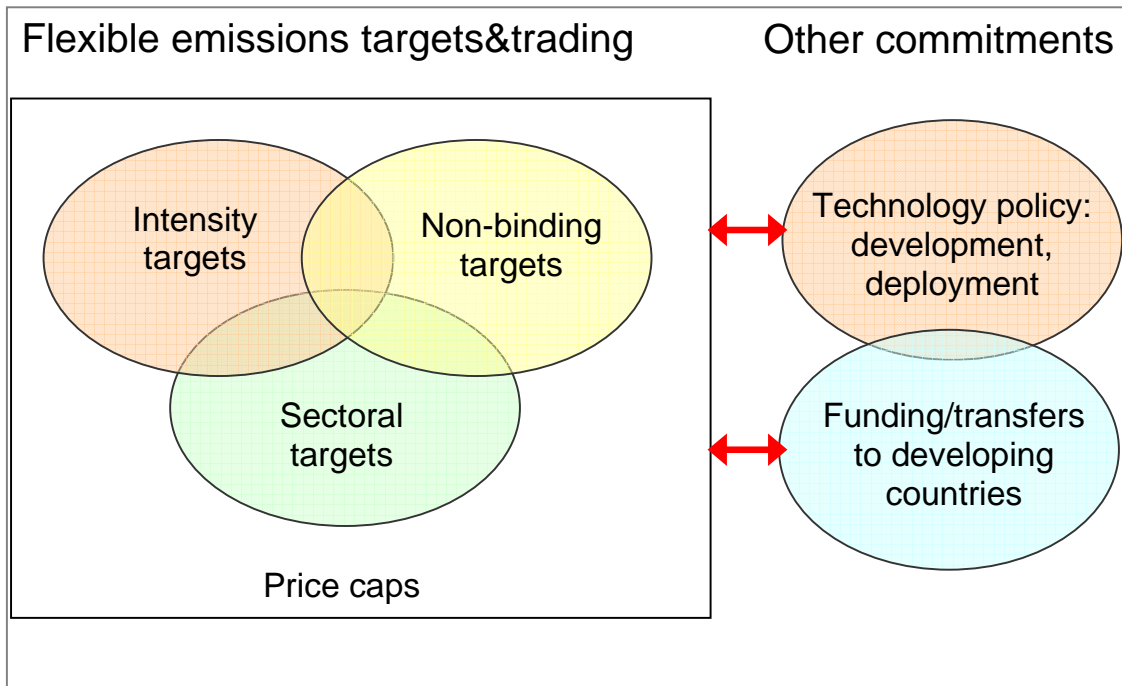 Flexible emissions targets&trading
Other commitments
Intensity
targets
Non-binding
targets
Sectoral
targets
Price caps
Technology policy:
development,
deployment
Funding/transfers
to developing
countries